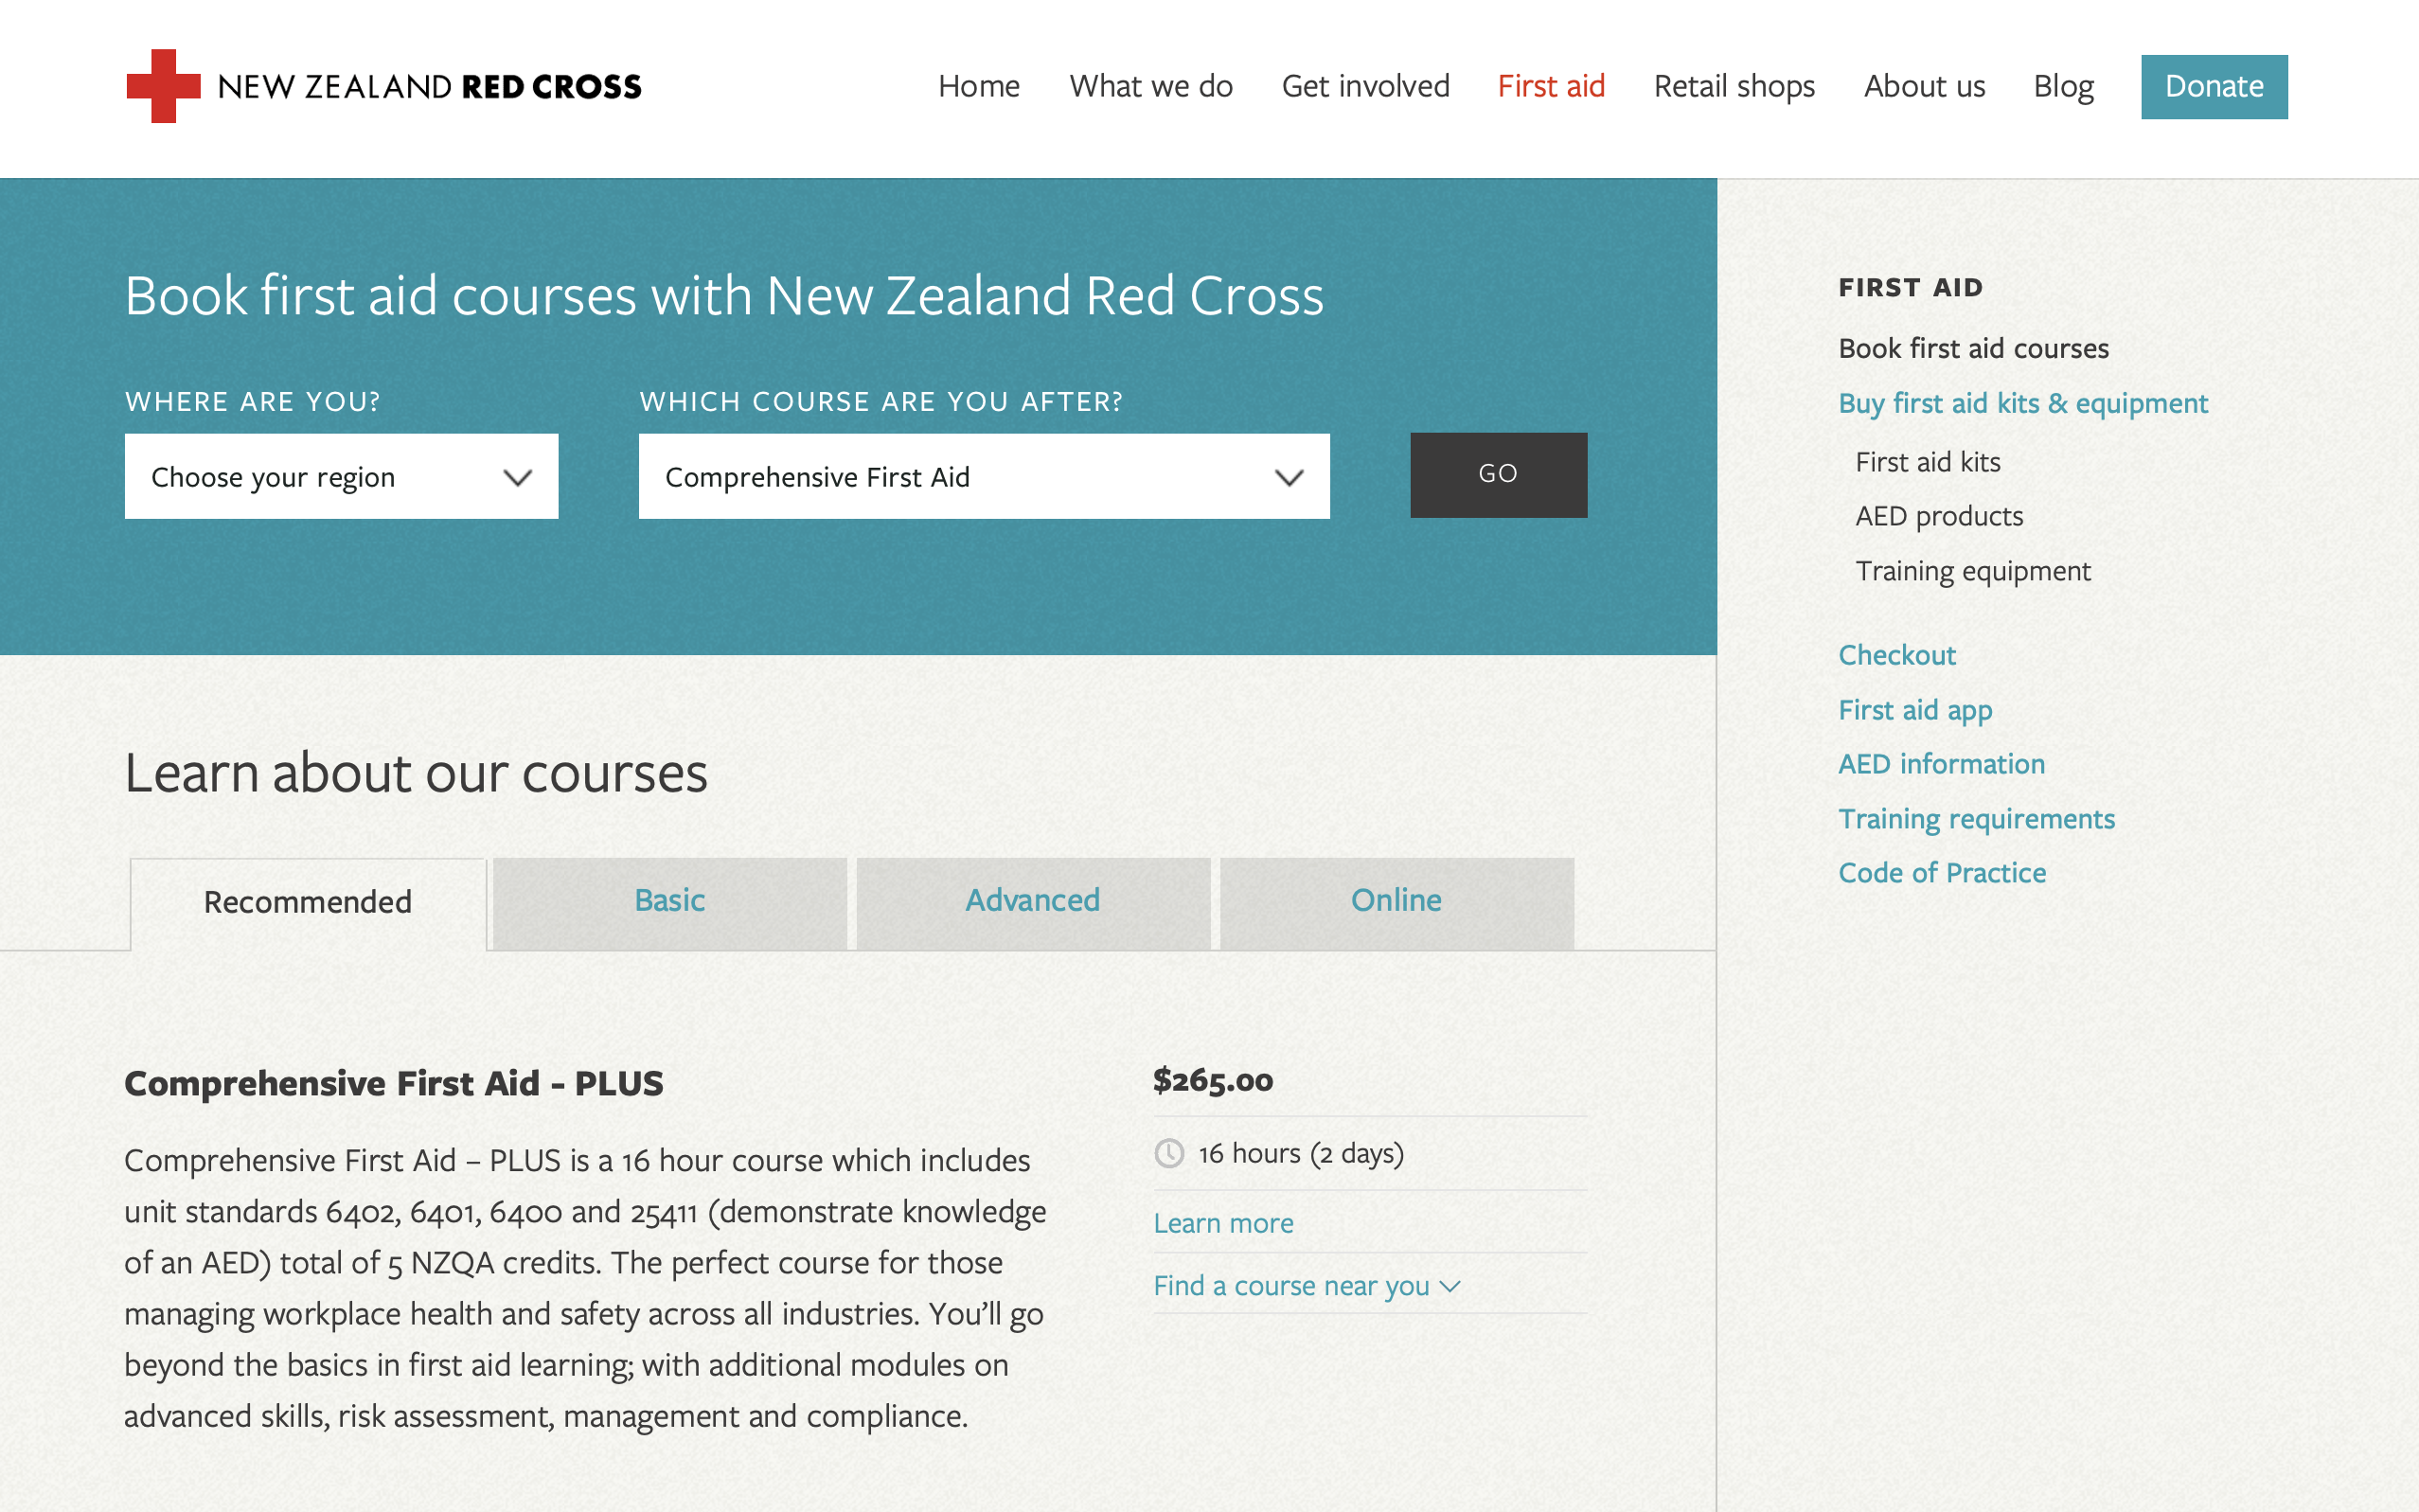 NEW ZEALAND RED CROSS
Home What we do Get involved First aid Retail shops About us Blog Donate
Book first aid courses with New Zealand Red Cross
WHERE ARE YOU? WHICH COURSE ARE YOU AFTER?
Choose your region Comprehensive First Aid GO
Learn about our courses
Recommended Basic Advanced Online
Comprehensive First Aid - PLUS
Comprehensive First Aid – PLUS is a 16 hour course which includes
unit standards 6402, 6401, 6400 and 25411 (demonstrate knowledge
of an AED) total of 5 NZQA credits. The perfect course for those
managing workplace health and safety across all industries. You’ll go
beyond the basics in first aid learning; with additional modules on
advanced skills, risk assessment, management and compliance.
$265.00
16 hours (2 days)
Learn more
Find a course near you
FIRST AID
Book first aid courses
Buy first aid kits & equipment
First aid kits
AED products
Training equipment
Checkout
First aid app
AED information
Training requirements
Code of Practice